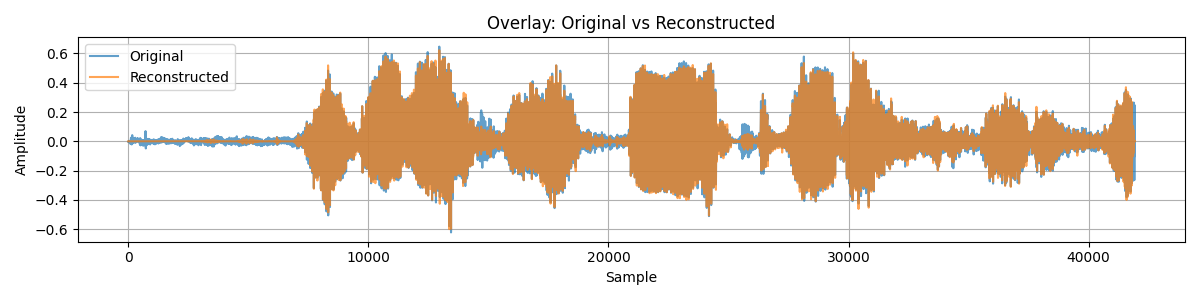 Overlay: Original vs Reconstructed
Original
Reconstructed
Amplitude
0.6
0.4
0.2
0.0
−0.2
−0.4
−0.6
0 10000 20000 30000 40000
Sample